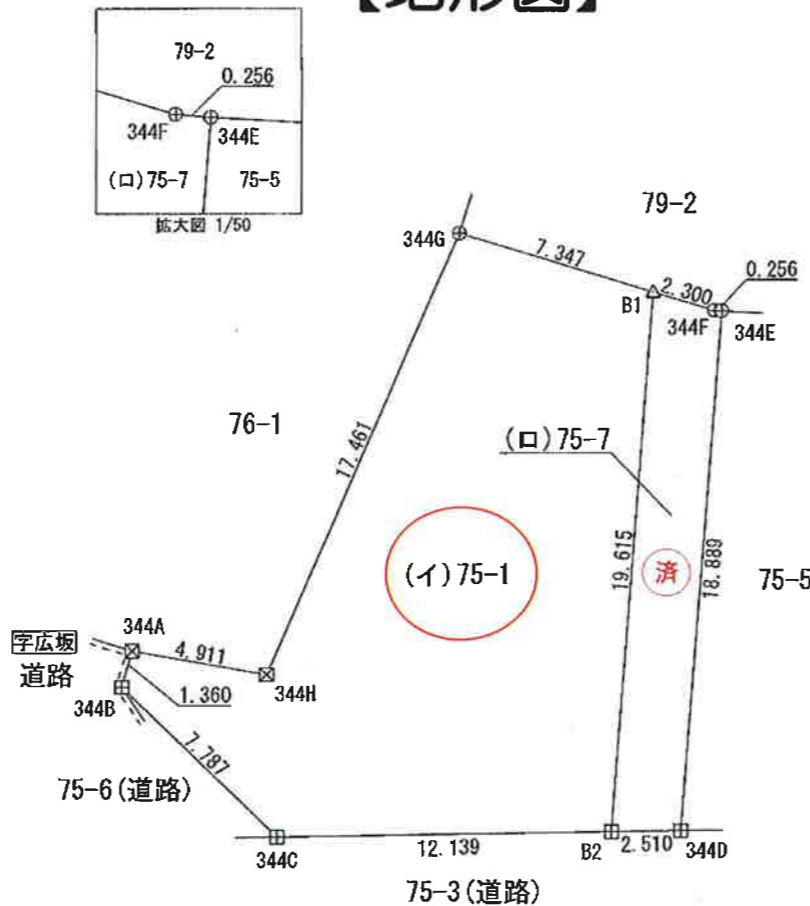 【地形図】
79-2
0.256
344F
344E
(ロ)75-7
75-5
拡大図 1/50
79-2
344G
7.347
0.256
B1
2.300
344F
344E
76-1
17.461
(ロ)75-7
(イ)75-1
19.615
済
18.889
75-5
字広坂
道路
344A
4.911
344H
1.360
344B
7.787
75-6(道路)
344C
12.139
B2
2.510
344D
75-3(道路)